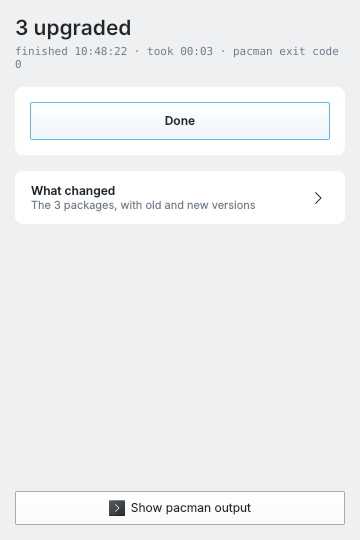 3 upgraded
finished 10:48:22 · took 00:03 · pacman exit code
0
Done
What changed
The 3 packages, with old and new versions
Show pacman output